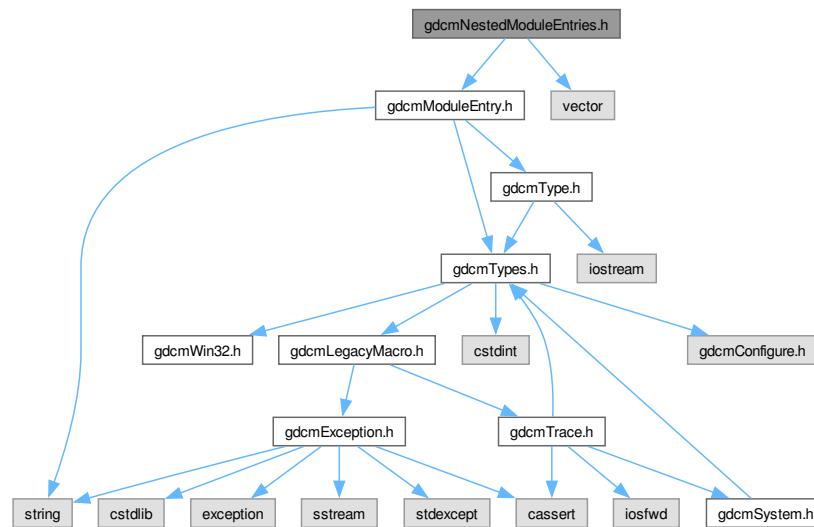 gdcmNestedModuleEntries.h
gdcmModuleEntry.h
vector
gdcmType.h
gdcmTypes.h
iostream
gdcmWin32.h
gdcmLegacyMacro.h
cstdint
gdcmConfigure.h
gdcmException.h
gdcmTrace.h
string
cstdlib
exception
sstream
stdexcept
cassert
iosfwd
gdcmSystem.h